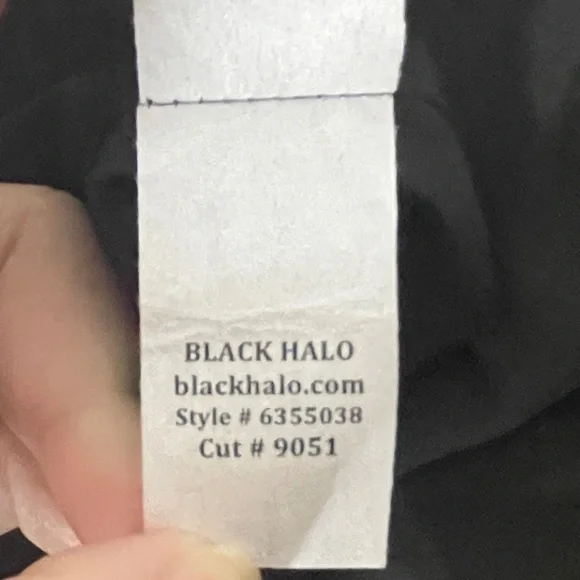 BLACK HALO
blackhalo.com
Style # 6355038
Cut # 9051